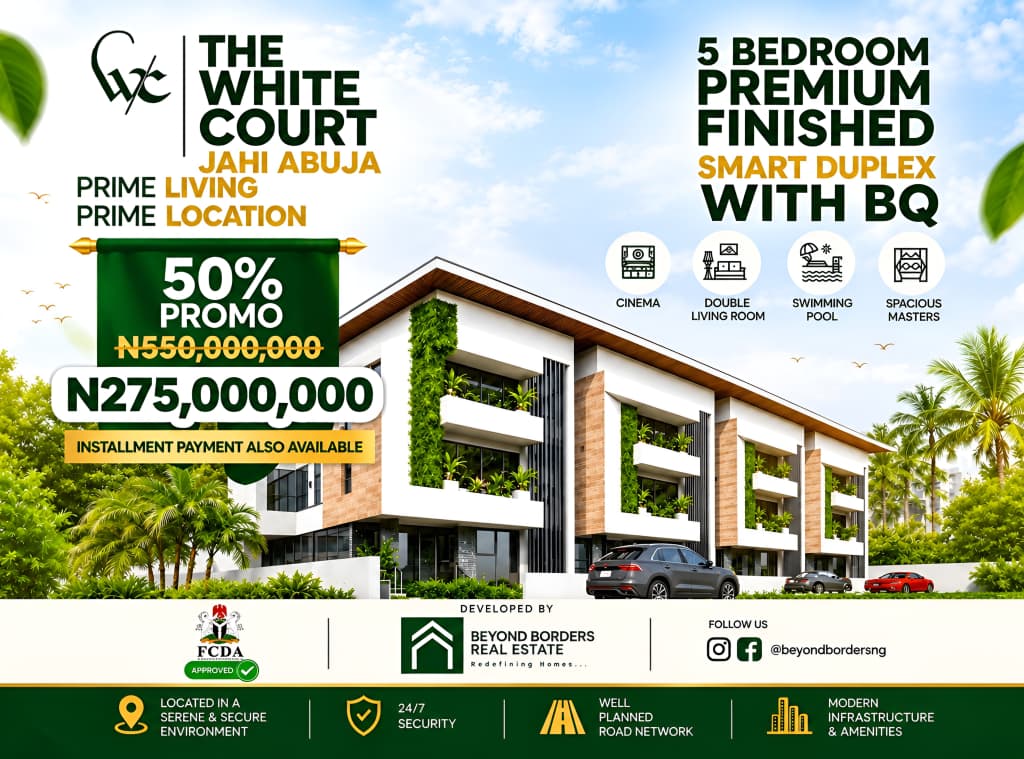 THE
WHITE
COURT
JAHI ABUJA
PRIME LIVING
PRIME LOCATION
50%
PROMO
N550,000,000
N275,000,000
INSTALLMENT PAYMENT ALSO AVAILABLE
5 BEDROOM
PREMIUM
FINISHED
SMART DUPLEX
WITH BQ
CINEMA
DOUBLE
LIVING ROOM
SWIMMING
POOL
SPACIOUS
MASTERS
FCDA
APPROVED
DEVELOPED BY
BEYOND BORDERS
REAL ESTATE
Redefining Homes...
FOLLOW US
@beyondbordersng
LOCATED IN A
SERENE & SECURE
ENVIRONMENT
24/7
SECURITY
WELL
PLANNED
ROAD NETWORK
MODERN
INFRASTRUCTURE
& AMENITIES